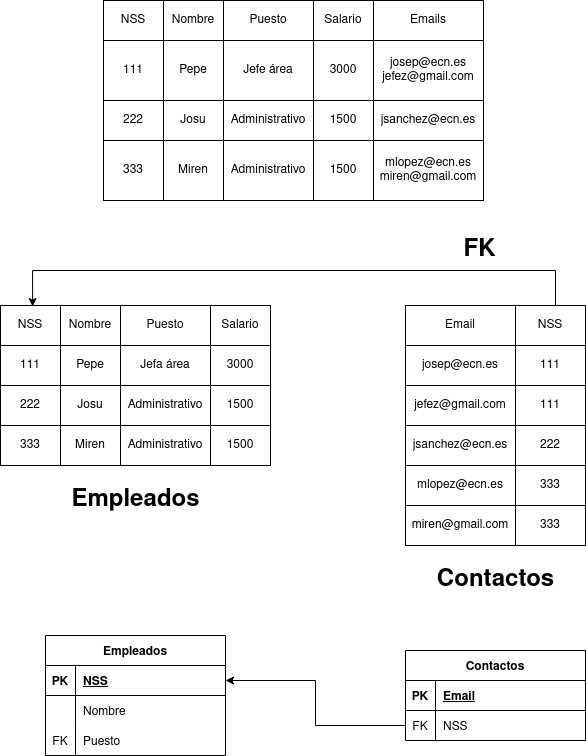 NSS Nombre Puesto Salario Emails
111 Pepe Jefe área 3000 josep@ecn.es
jefez@gmail.com
222 Josu Administrativo 1500 jsanchez@ecn.es
333 Miren Administrativo 1500 mlopez@ecn.es
miren@gmail.com
FK
NSS Nombre Puesto Salario
111 Pepe Jefa área 3000
222 Josu Administrativo 1500
333 Miren Administrativo 1500
Empleados
Email NSS
josep@ecn.es 111
jefez@gmail.com 111
jsanchez@ecn.es 222
mlopez@ecn.es 333
miren@gmail.com 333
Contactos
Empleados
PK NSS
Nombre
FK Puesto
Contactos
PK Email
FK NSS